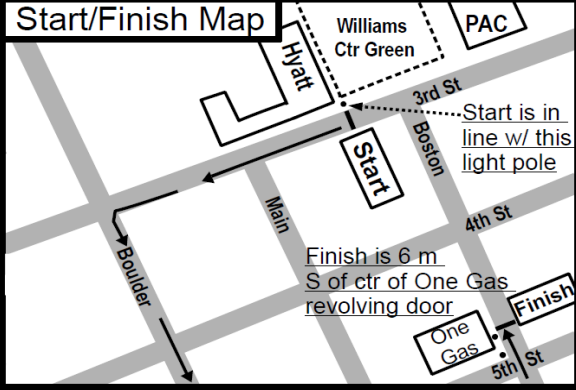 Start/Finish Map
Williams
Ctr Green
PAC
Hyatt
3rd St
Start is in
line w/ this
light pole
Boston
Start
Main
4th St
Boulder
Finish is 6 m
S of ctr of One Gas
revolving door
Finish
One
Gas
5th St